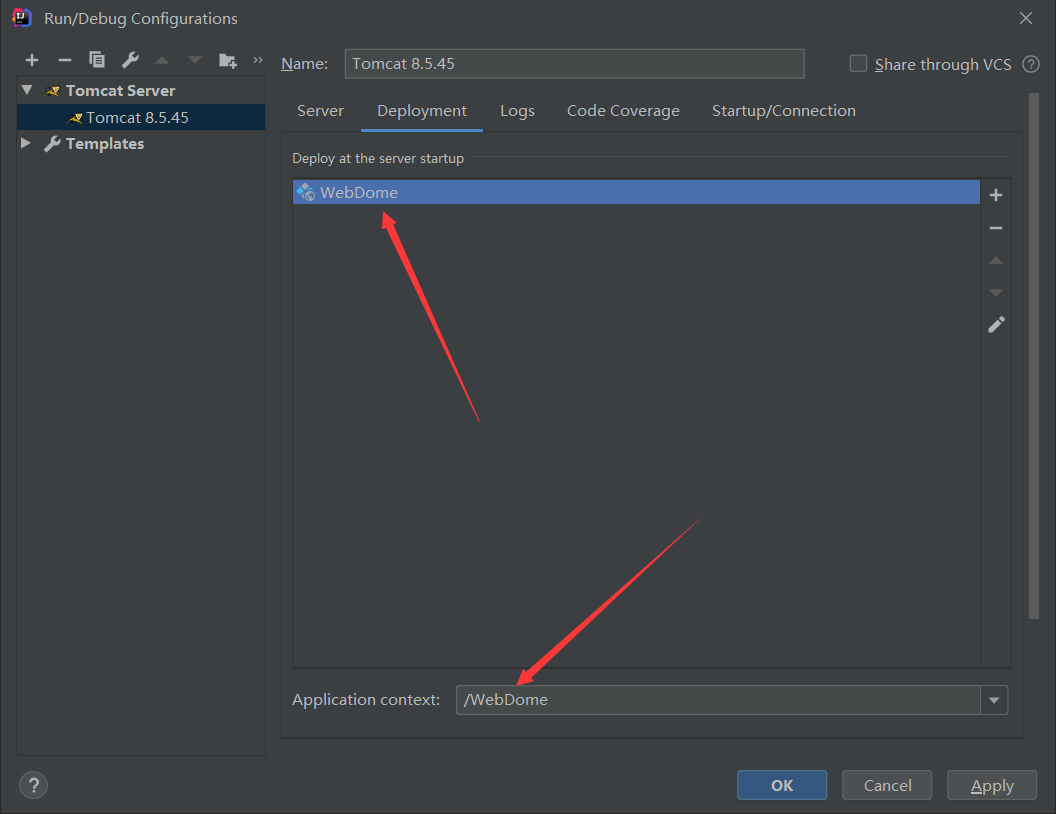 Run/Debug Configurations
Name: Tomcat 8.5.45
Share through VCS ?
Tomcat Server
Tomcat 8.5.45
Templates
Server Deployment Logs Code Coverage Startup/Connection
Deploy at the server startup
WebDome
Application context: /WebDome
? OK Cancel Apply